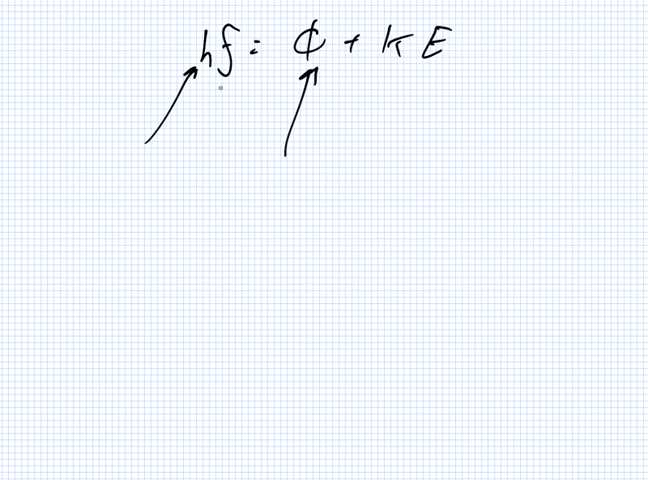 hf = ϕ + KE